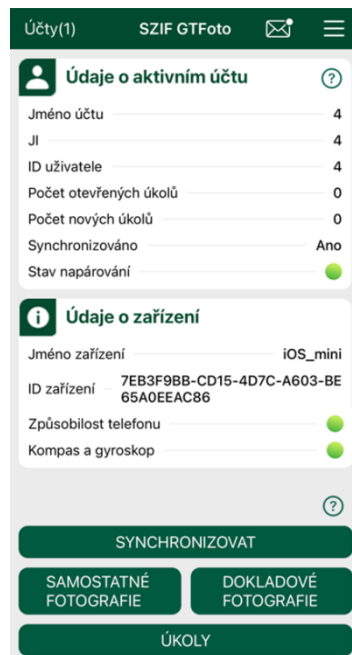 Účty(1) SZIF GTFoto
Údaje o aktivním účtu ?
Jméno účtu 4
JI 4
ID uživatele 4
Počet otevřených úkolů 0
Počet nových úkolů 0
Synchronizováno Ano
Stav napárování
i Údaje o zařízení
Jméno zařízení iOS_mini
ID zařízení 7EB3F9BB-CD15-4D7C-A603-BE
65A0EEAC86
Způsobilost telefonu
Kompas a gyroskop
?
SYNCHRONIZOVAT
SAMOSTATNÉ
FOTOGRAFIE
DOKLADOVÉ
FOTOGRAFIE
ÚKOLY